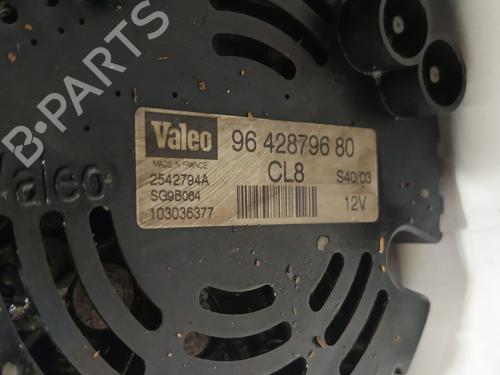 Valeo
MADE IN FRANCE
96 428796 80
CL8
2542794A
SG9B064
103036377
S40/03
12V
Valeo
B-PARTS